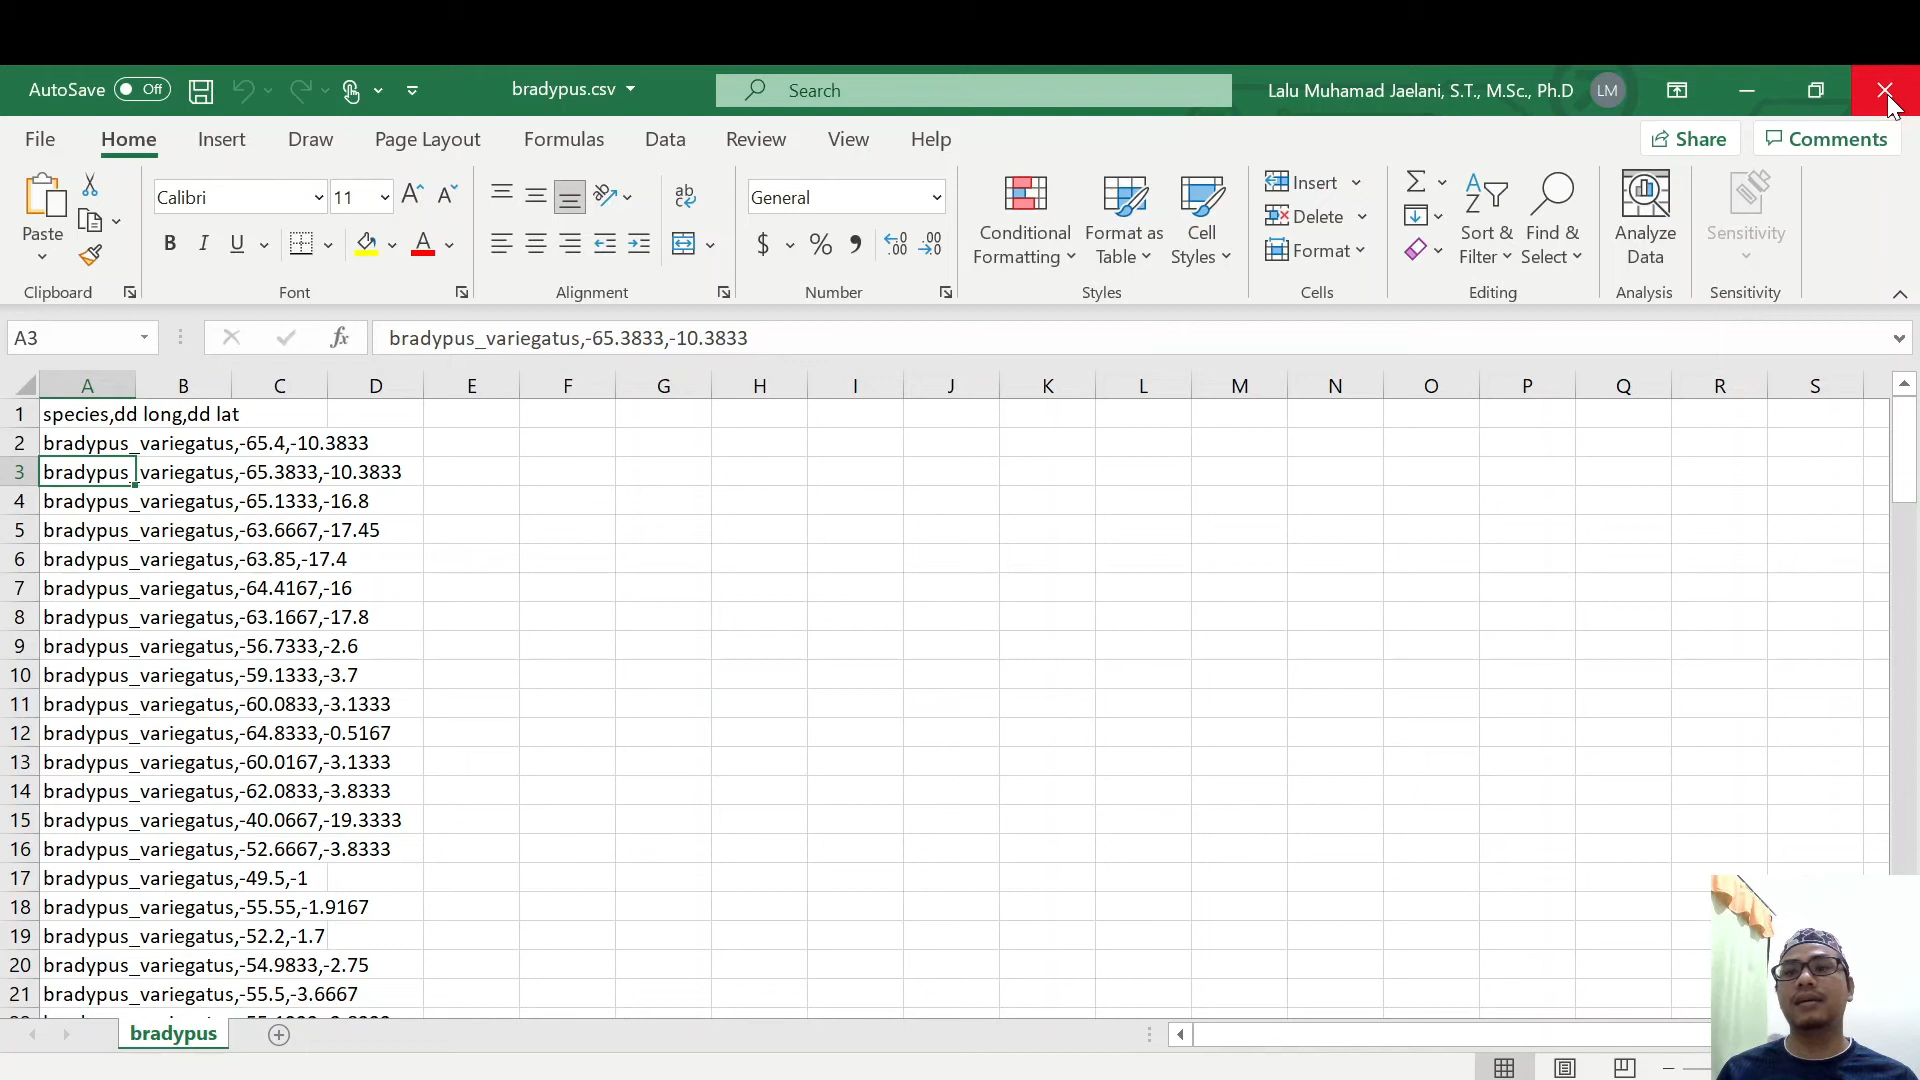 AutoSave Off bradypus.csv Search Lalu Muhamad Jaelani, S.T., M.Sc., Ph.D LM
File Home Insert Draw Page Layout Formulas Data Review View Help Share Comments
Paste
Clipboard
Calibri 11
B I U A
Font
ab
Alignment
General
$ % 9 .00
Number
Conditional Formatting
Format as Table
Cell Styles
Styles
Insert
Delete
Format
Cells
Sort & Filter
Find & Select
Editing
Analyze Data
Analysis
Sensitivity
Sensitivity
A3 fx bradypus_variegatus,-65.3833,-10.3833
A B C D E F G H I J K L M N O P Q R S
1 species,dd long,dd lat
2 bradypus_variegatus,-65.4,-10.3833
3 bradypus_variegatus,-65.3833,-10.3833
4 bradypus_variegatus,-65.1333,-16.8
5 bradypus_variegatus,-63.6667,-17.45
6 bradypus_variegatus,-63.85,-17.4
7 bradypus_variegatus,-64.4167,-16
8 bradypus_variegatus,-63.1667,-17.8
9 bradypus_variegatus,-56.7333,-2.6
10 bradypus_variegatus,-59.1333,-3.7
11 bradypus_variegatus,-60.0833,-3.1333
12 bradypus_variegatus,-64.8333,-0.5167
13 bradypus_variegatus,-60.0167,-3.1333
14 bradypus_variegatus,-62.0833,-3.8333
15 bradypus_variegatus,-40.0667,-19.3333
16 bradypus_variegatus,-52.6667,-3.8333
17 bradypus_variegatus,-49.5,-1
18 bradypus_variegatus,-55.55,-1.9167
19 bradypus_variegatus,-52.2,-1.7
20 bradypus_variegatus,-54.9833,-2.75
21 bradypus_variegatus,-55.5,-3.6667
bradypus